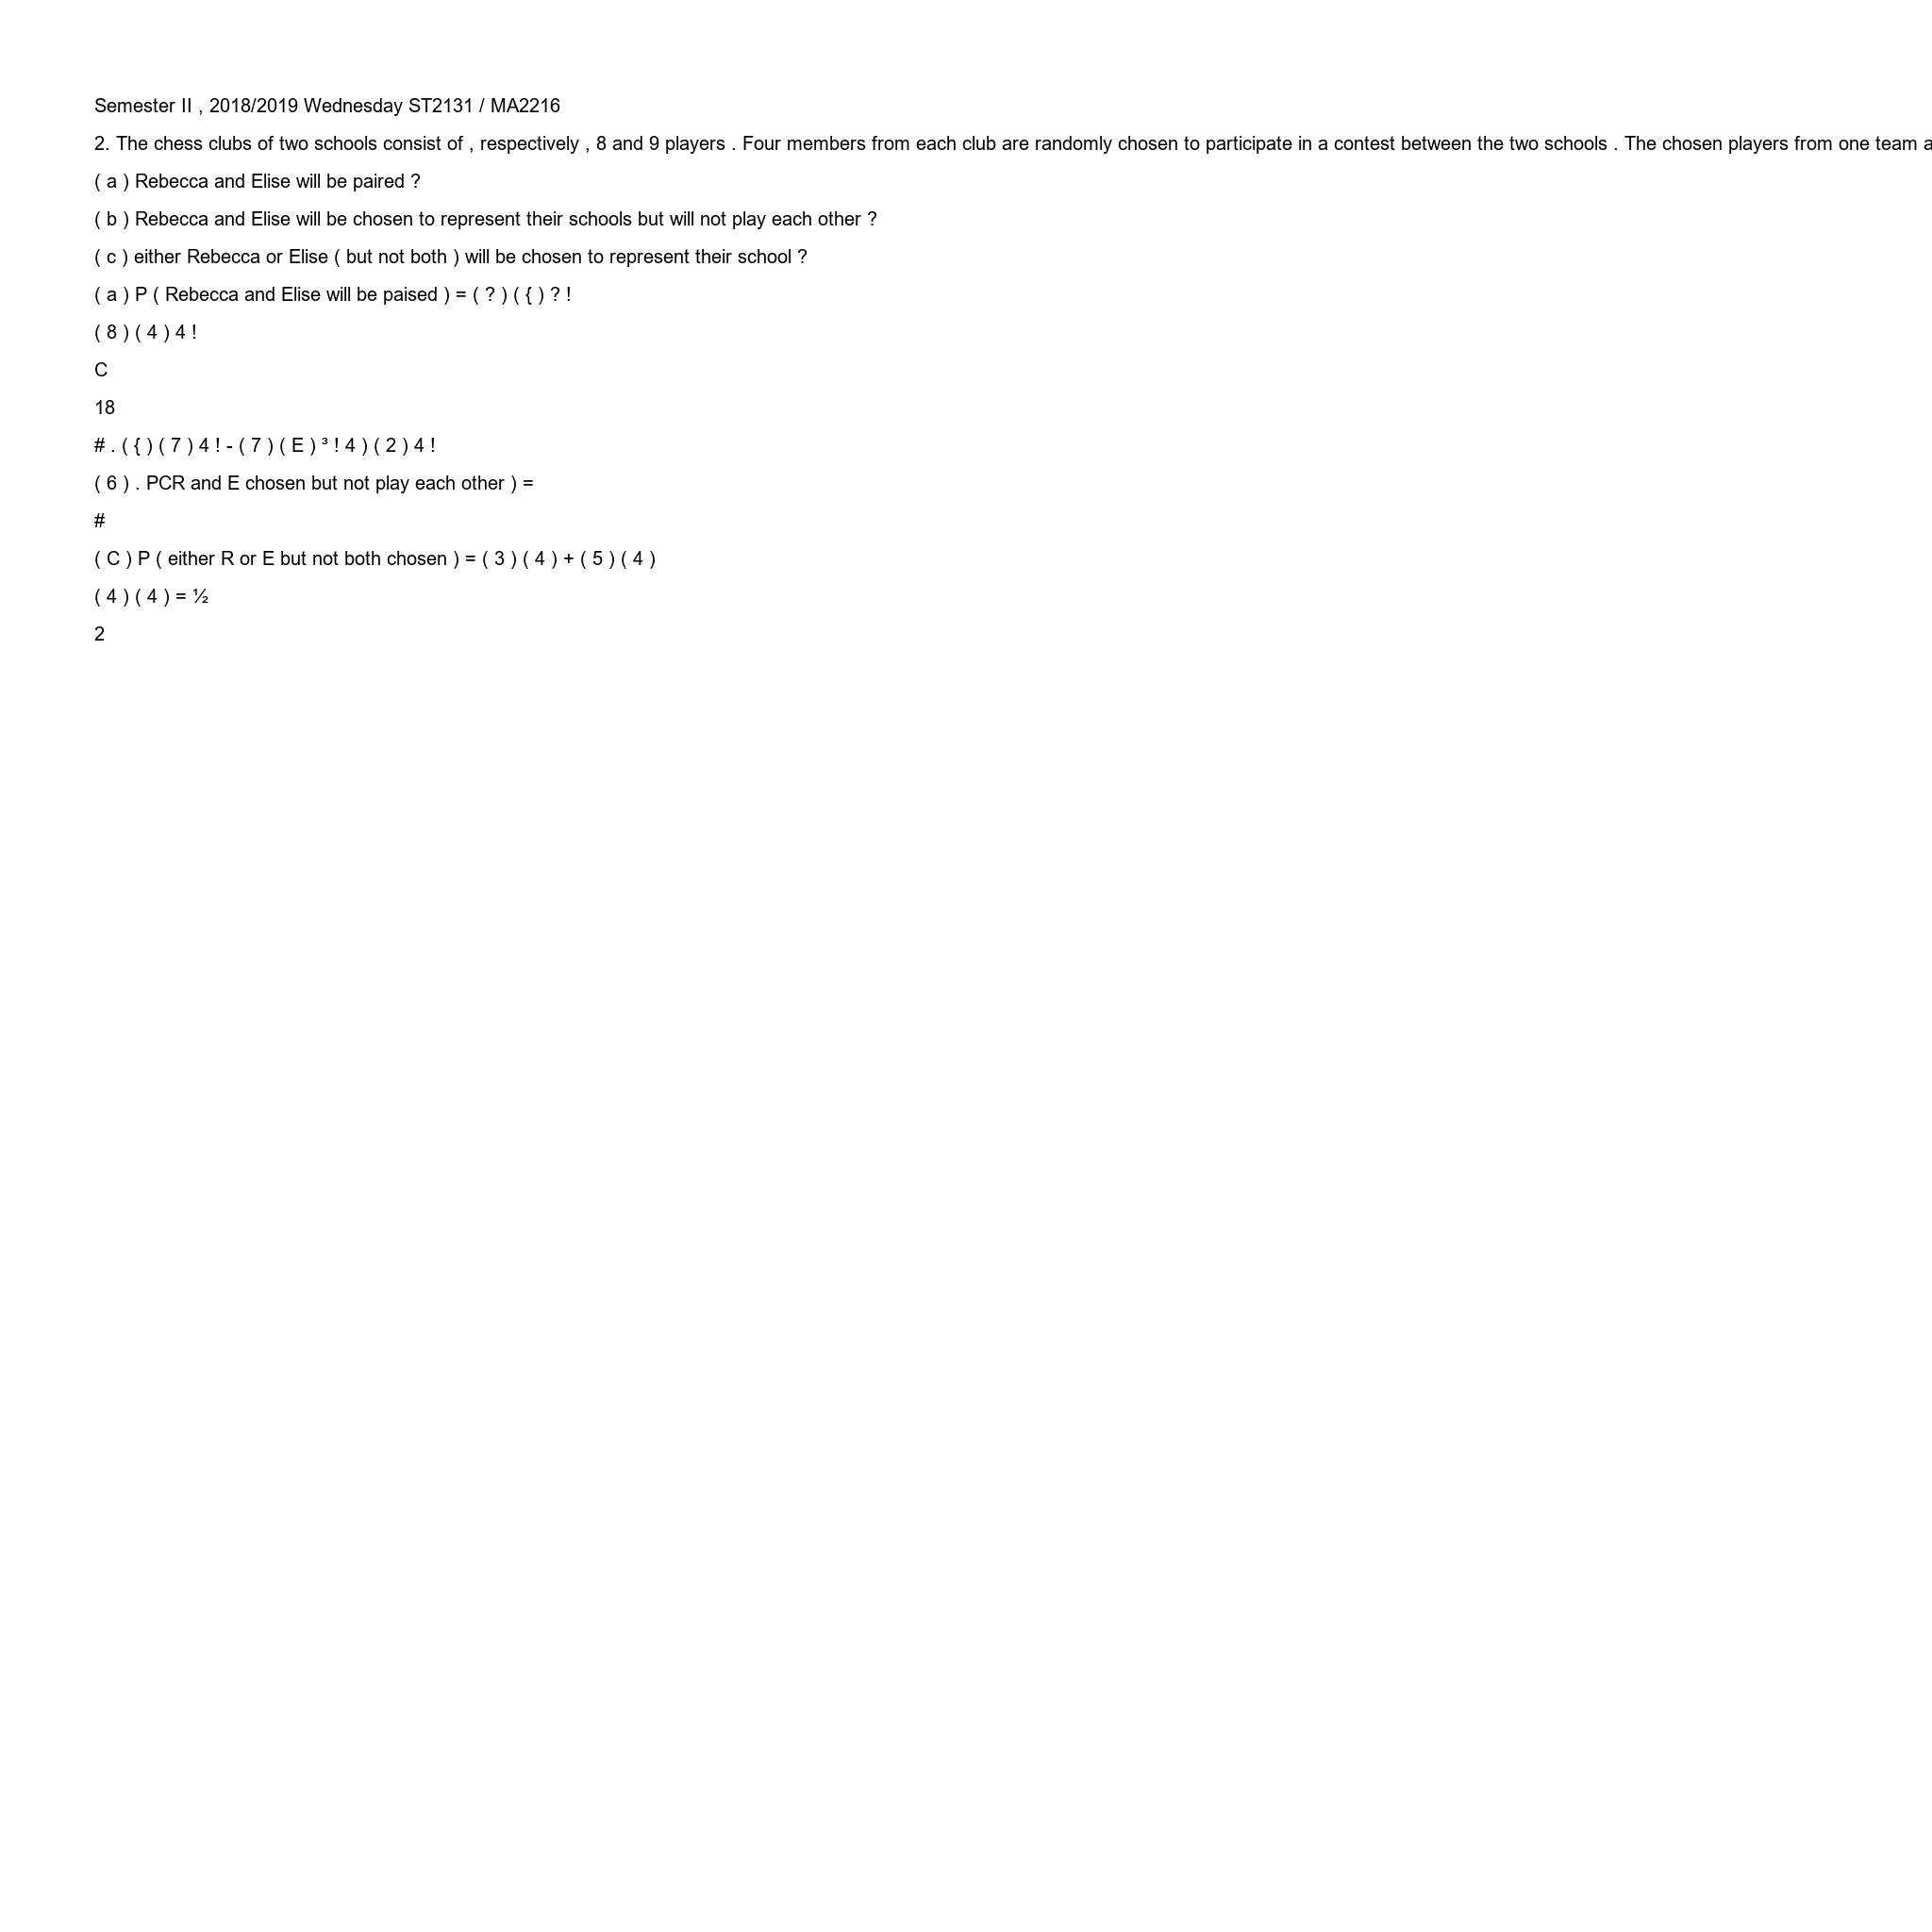 Semester II , 2018/2019 Wednesday ST2131 / MA2216
2. The chess clubs of two schools consist of , respectively , 8 and 9 players . Four members from each club are randomly chosen to participate in a contest between the two schools . The chosen players from one team a
( a ) Rebecca and Elise will be paired ?
( b ) Rebecca and Elise will be chosen to represent their schools but will not play each other ?
( c ) either Rebecca or Elise ( but not both ) will be chosen to represent their school ?
( a ) P ( Rebecca and Elise will be paised ) = ( ? ) ( { ) ? !
( 8 ) ( 4 ) 4 !
C
18
# . ( { ) ( 7 ) 4 ! - ( 7 ) ( E ) ³ ! 4 ) ( 2 ) 4 !
( 6 ) . PCR and E chosen but not play each other ) =
#
( C ) P ( either R or E but not both chosen ) = ( 3 ) ( 4 ) + ( 5 ) ( 4 )
( 4 ) ( 4 ) = ½
2